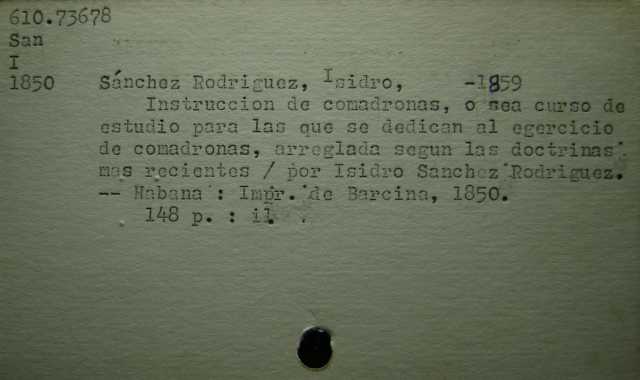 610.73678
San
I
1850 Sánchez Rodriguez, Isidro, -1859
Instruccion de comadronas, o sea curso de
estudio para las que se dedican al egercicio
de comadronas, arreglada segun las doctrinas
mas recientes / por Isidro Sanchez Rodriguez.
-- Habana : Impr. de Barcina, 1850.
148 p. : il.